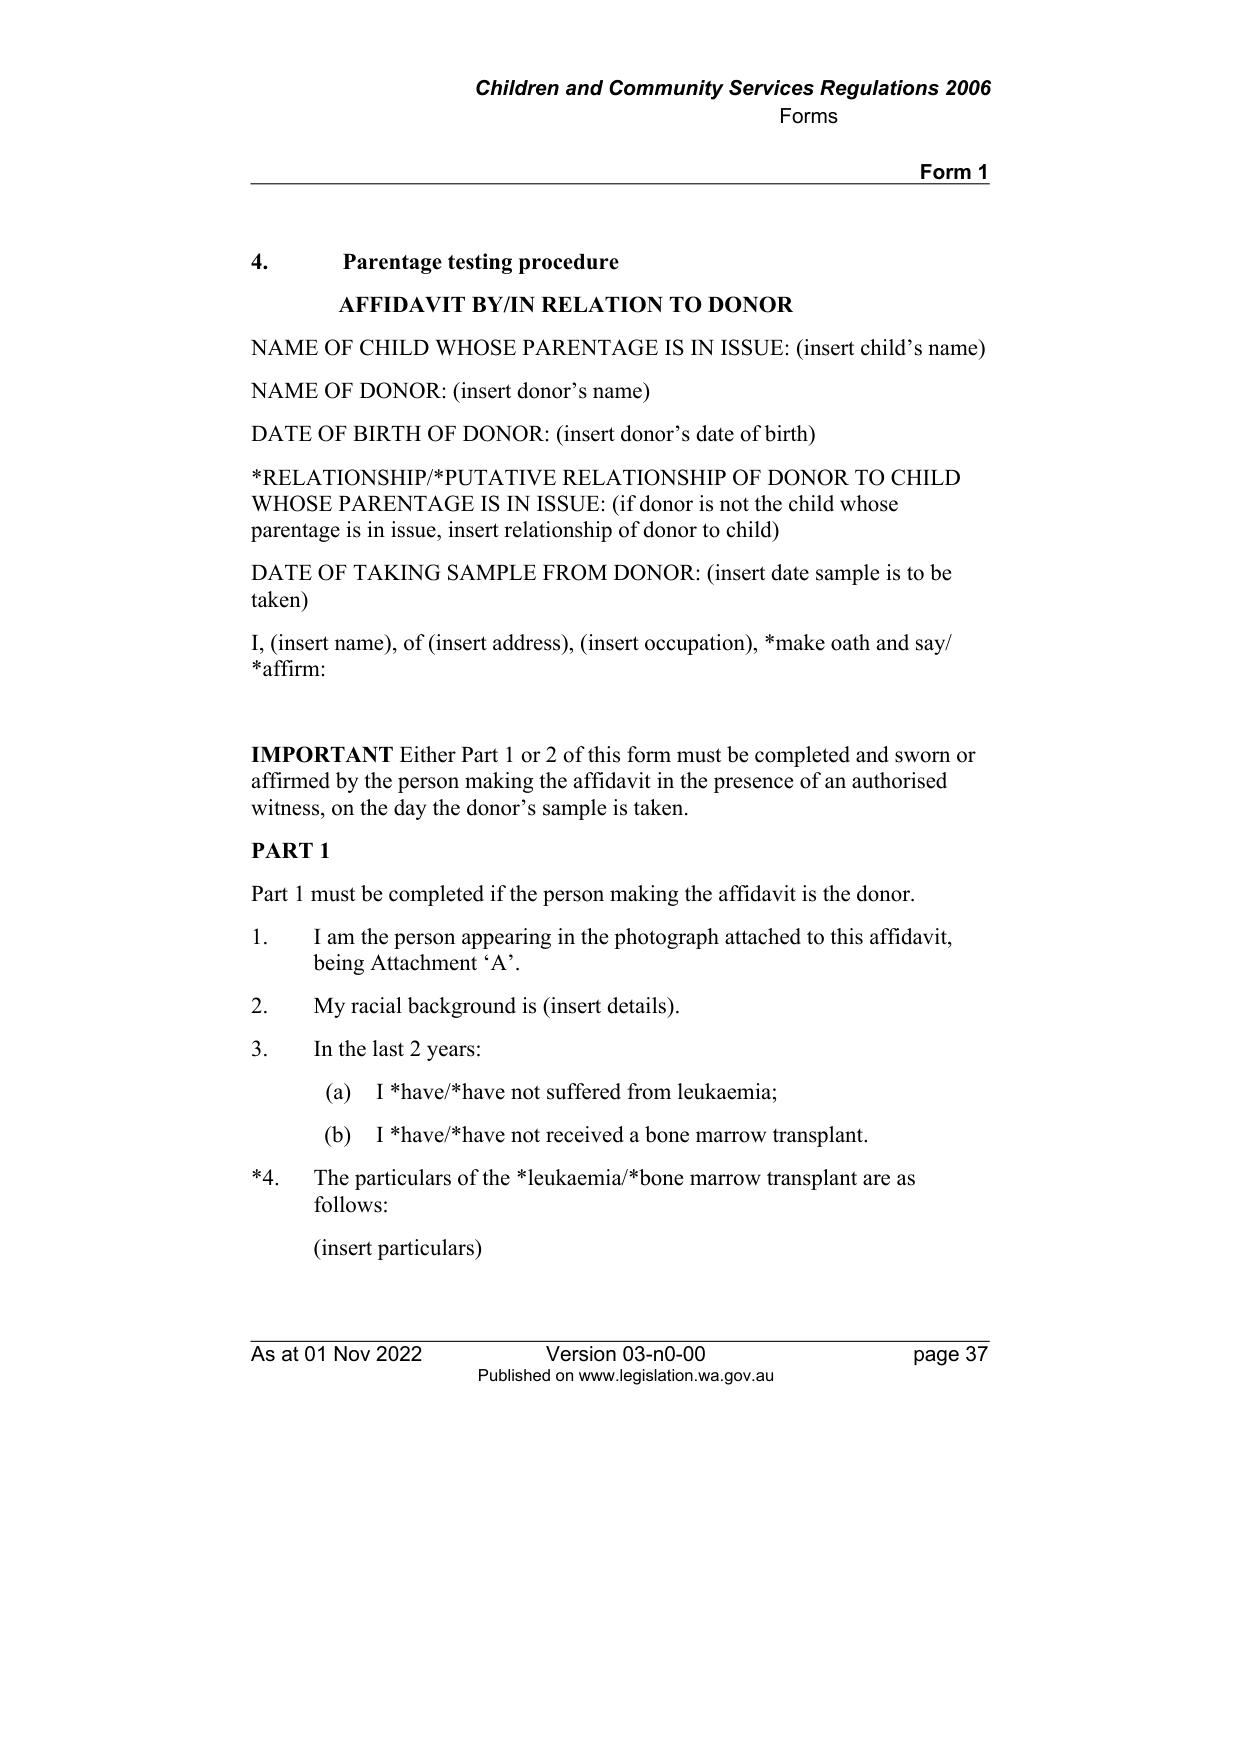 Children and Community Services Regulations 2006
Forms
Form 1
4. Parentage testing procedure
AFFIDAVIT BY/IN RELATION TO DONOR
NAME OF CHILD WHOSE PARENTAGE IS IN ISSUE: (insert child’s name)
NAME OF DONOR: (insert donor’s name)
DATE OF BIRTH OF DONOR: (insert donor’s date of birth)
*RELATIONSHIP/*PUTATIVE RELATIONSHIP OF DONOR TO CHILD
WHOSE PARENTAGE IS IN ISSUE: (if donor is not the child whose
parentage is in issue, insert relationship of donor to child)
DATE OF TAKING SAMPLE FROM DONOR: (insert date sample is to be
taken)
I, (insert name), of (insert address), (insert occupation), *make oath and say/
*affirm:
IMPORTANT Either Part 1 or 2 of this form must be completed and sworn or
affirmed by the person making the affidavit in the presence of an authorised
witness, on the day the donor’s sample is taken.
PART 1
Part 1 must be completed if the person making the affidavit is the donor.
1. I am the person appearing in the photograph attached to this affidavit,
being Attachment ‘A’.
2. My racial background is (insert details).
3. In the last 2 years:
(a) I *have/*have not suffered from leukaemia;
(b) I *have/*have not received a bone marrow transplant.
*4. The particulars of the *leukaemia/*bone marrow transplant are as
follows:
(insert particulars)
As at 01 Nov 2022 Version 03-n0-00 page 37
Published on www.legislation.wa.gov.au